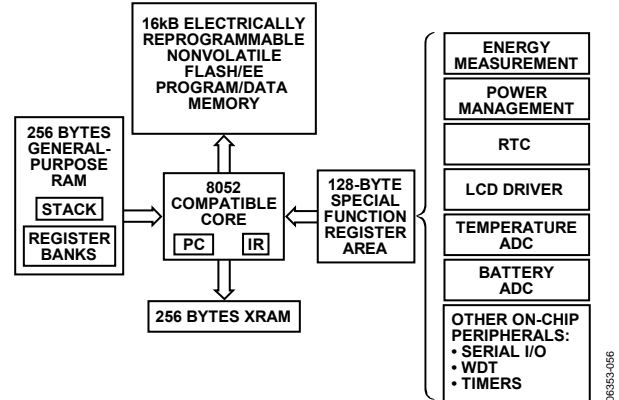 16kB ELECTRICALLY
REPROGRAMMABLE
NONVOLATILE
FLASH/EE
PROGRAM/DATA
MEMORY
256 BYTES
GENERAL-
PURPOSE
RAM
STACK
REGISTER
BANKS
8052
COMPATIBLE
CORE
PC
IR
256 BYTES XRAM
128-BYTE
SPECIAL
FUNCTION
REGISTER
AREA
ENERGY
MEASUREMENT
POWER
MANAGEMENT
RTC
LCD DRIVER
TEMPERATURE
ADC
BATTERY
ADC
OTHER ON-CHIP
PERIPHERALS:
• SERIAL I/O
• WDT
• TIMERS
06353-056